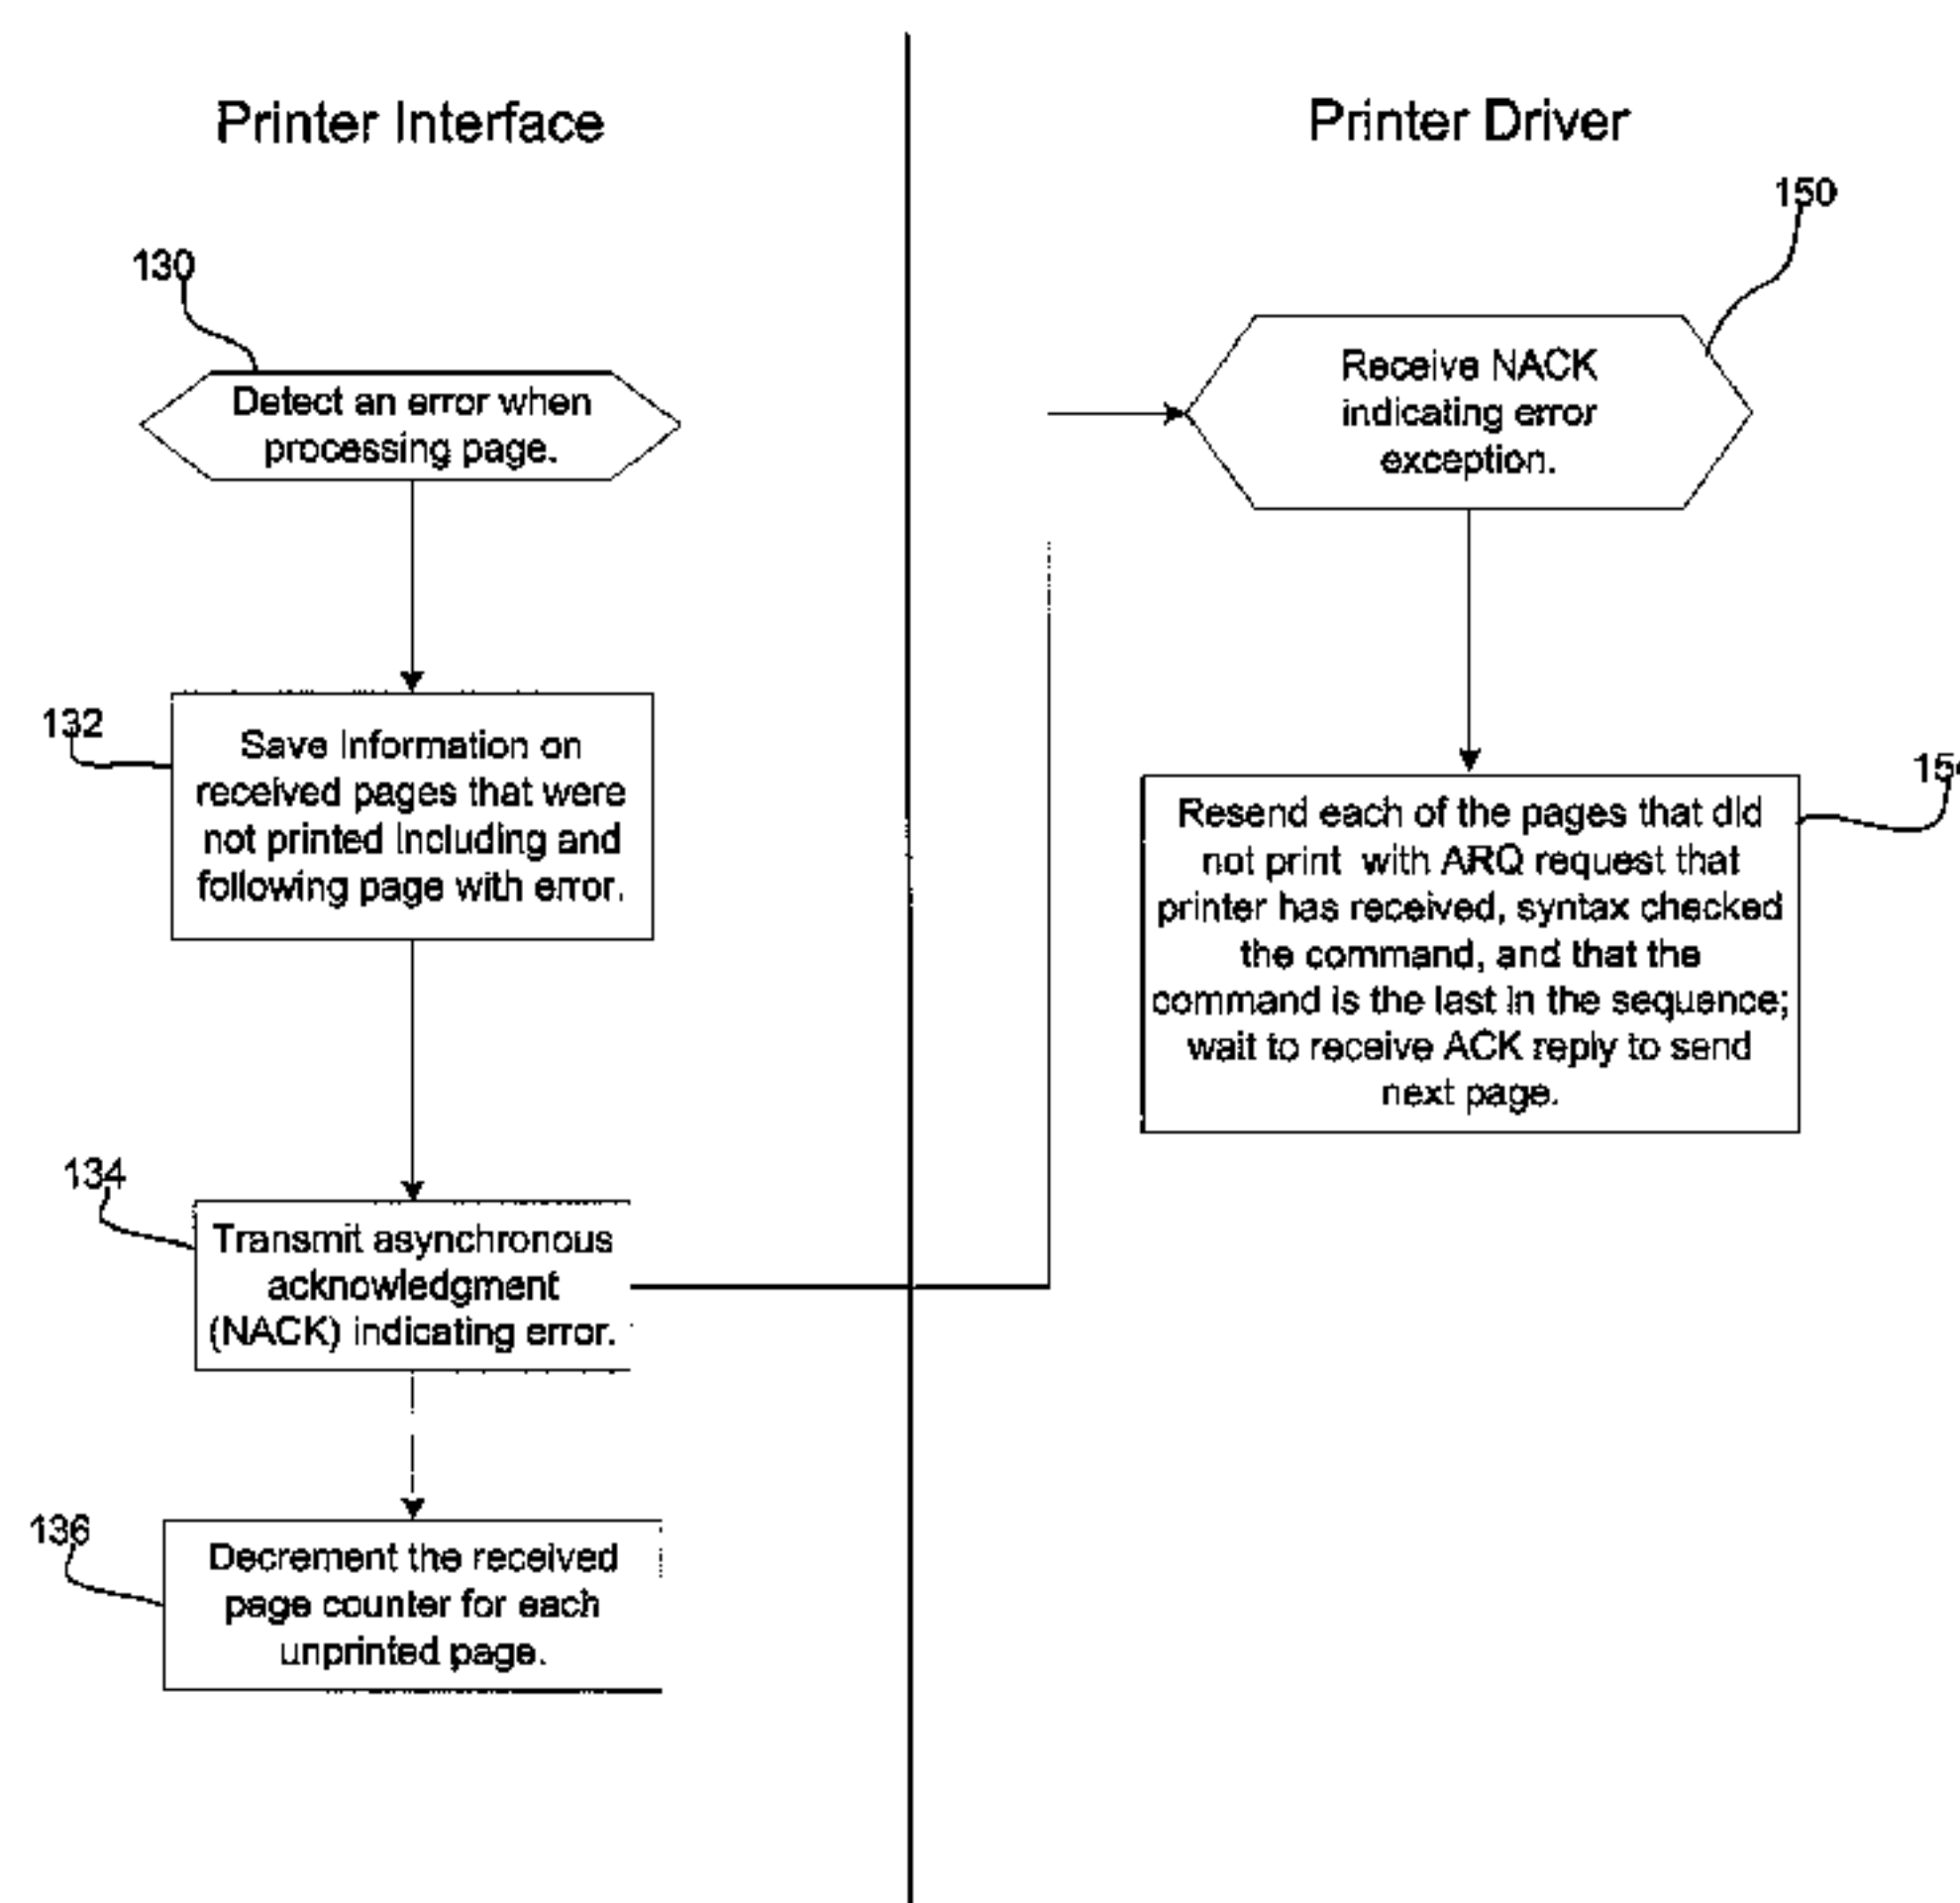 Printer Interface
130
Detect an error when
processing page.
132
Save Information on
received pages that were
not printed Including and
following page with error.
134
Transmit asynchronous
acknowledgment
(NACK) indicating error.
136
Decrement the received
page counter for each
unprinted page.
Printer Driver
150
Receive NACK
indicating error
exception.
Resend each of the pages that did
not print with ARQ request that
printer has received, syntax checked
the command, and that the
command is the last in the sequence;
wait to receive ACK reply to send
next page.